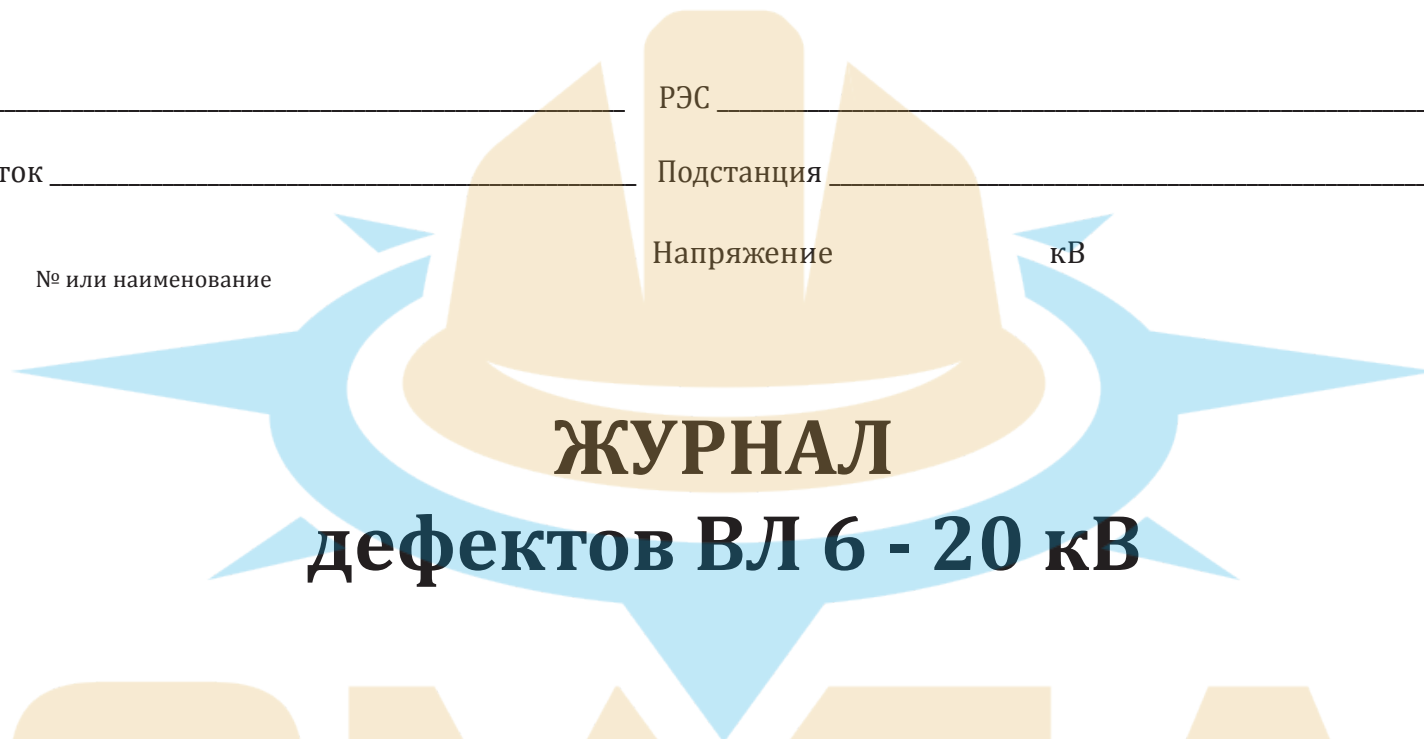 РЭС
ток Подстанция
Напряжение кВ
№ или наименование
ЖУРНАЛ
дефектов ВЛ 6 - 20 кВ